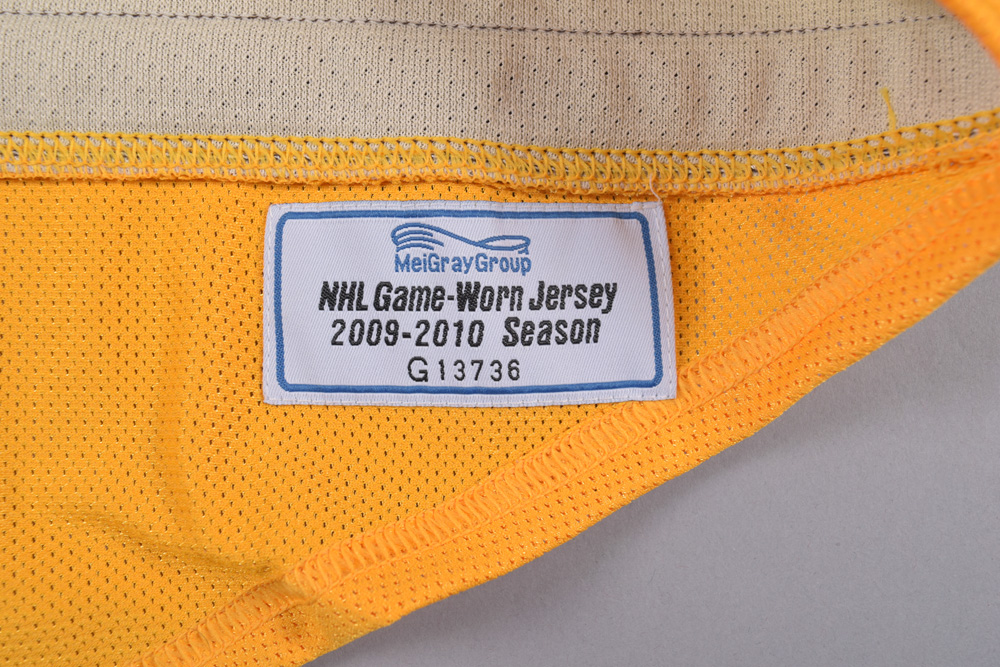 MeiGrayGroup
NHL Game-Worn Jersey
2009-2010 Season
G13736